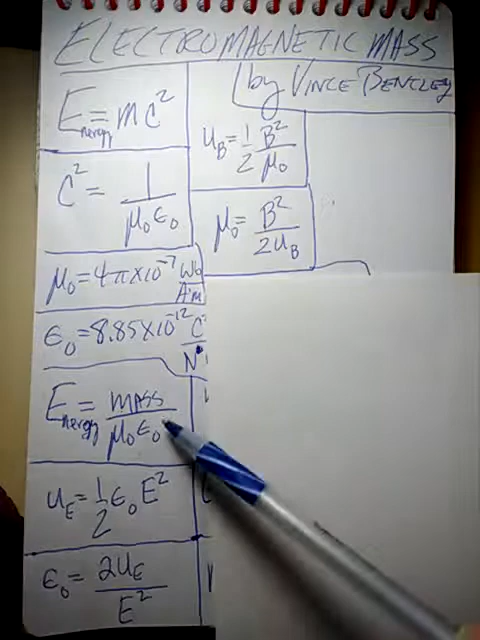 ELECTROMAGNETIC MASS
by VINCE BENTLEY
Energy = mC²
C² = 1/μ₀ε₀
μ₀ = 4π×10⁻⁷ Wb/A·m
ε₀ = 8.85×10⁻¹² C²/N
Energy = MASS/μ₀ε₀
u_E = 1/2 ε₀E²
ε₀ = 2u_E/E²
u_B = 1/2 B²/μ₀
μ₀ = B²/2u_B